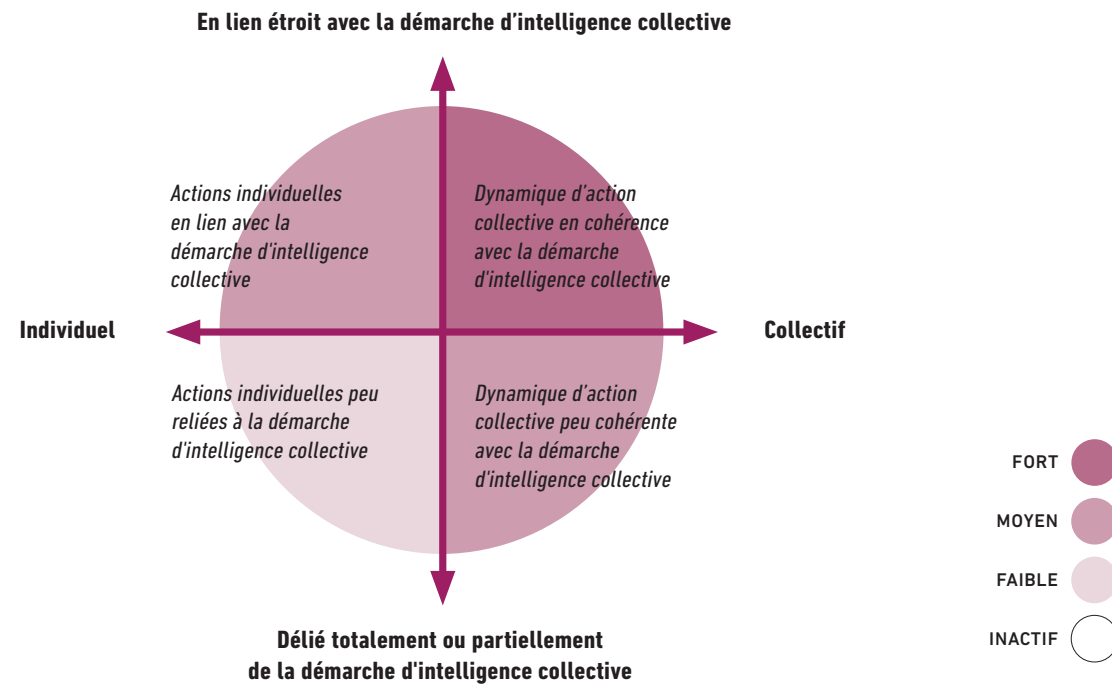 En lien étroit avec la démarche d’intelligence collective
Actions individuelles
en lien avec la
démarche d'intelligence
collective
Dynamique d’action
collective en cohérence
avec la démarche
d'intelligence collective
Individuel
Collectif
Actions individuelles peu
reliées à la démarche
d'intelligence collective
Dynamique d’action
collective peu cohérente
avec la démarche
d'intelligence collective
FORT
MOYEN
FAIBLE
INACTIF
Délié totalement ou partiellement
de la démarche d'intelligence collective